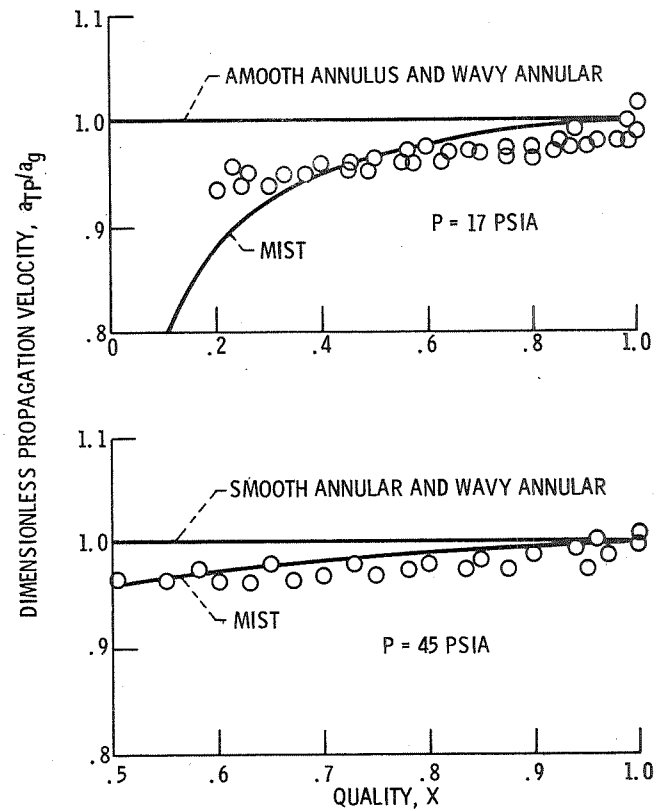 DIMENSIONLESS PROPAGATION VELOCITY, aTP/ag
1.1
AMOOTH ANNULUS AND WAVY ANNULAR
1.0
.9
P = 17 PSIA
MIST
.8
0 .2 .4 .6 .8 1.0
1.1
SMOOTH ANNULAR AND WAVY ANNULAR
1.0
MIST
.9
P = 45 PSIA
.8
.5 .6 .7 .8 .9 1.0
QUALITY, X